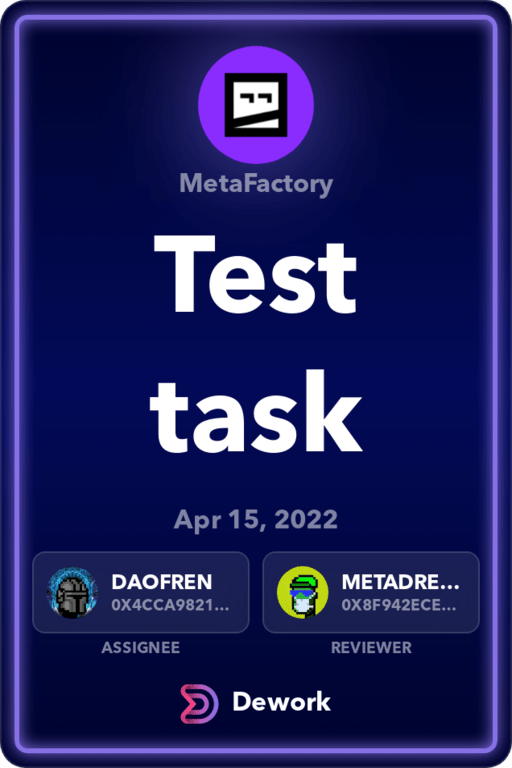 MetaFactory
Test
task
Apr 15, 2022
DAOFREN
0X4CCA9821...
METADRE...
0X8F942ECE...
ASSIGNEE
REVIEWER
Dework